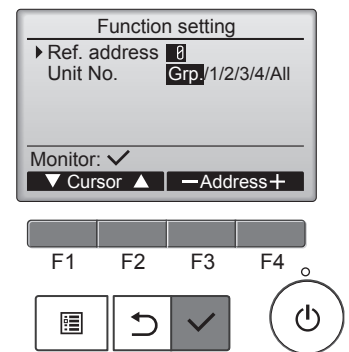 Function setting
Ref. address 0
Unit No. Grp./1/2/3/4/All
Monitor: ✓
▼ Cursor ▲ −Address+
F1 F2 F3 F4